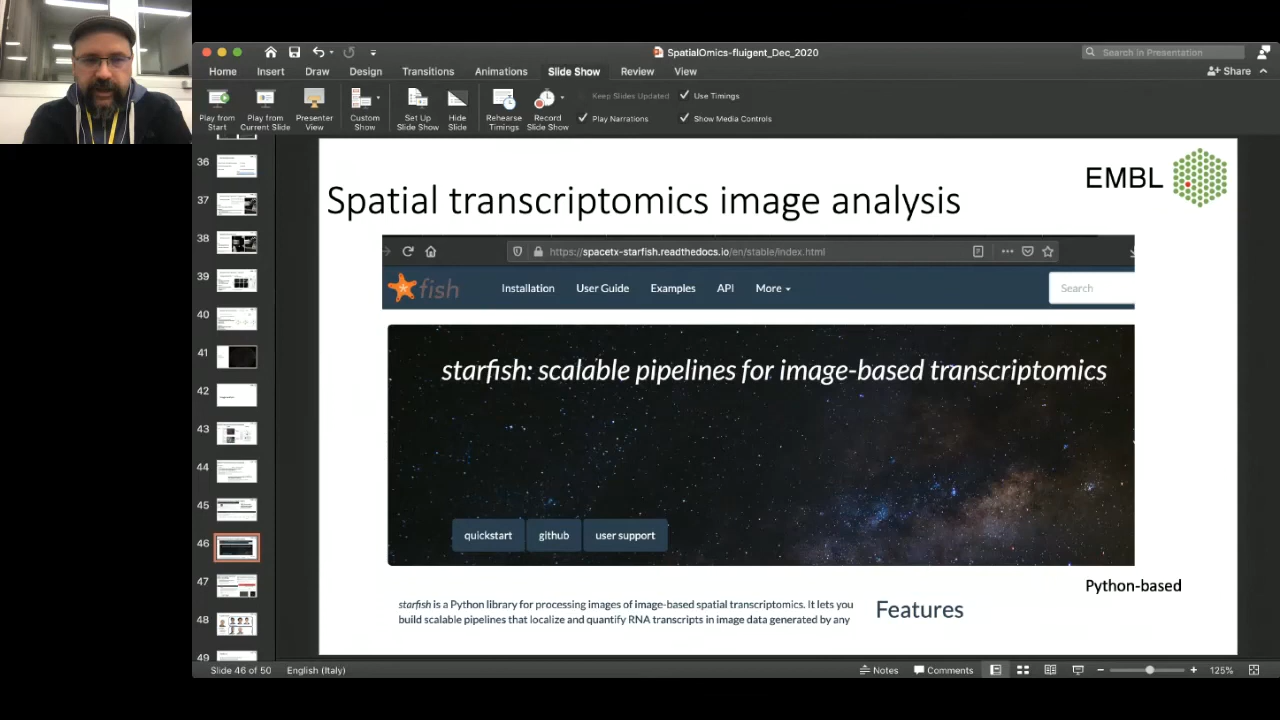 SpatialOmics-fluigent_Dec_2020
Search in Presentation
Home Insert Draw Design Transitions Animations Slide Show Review View
Share
Play from Start
Play from Current Slide
Presenter View
Custom Show
Set Up Slide Show
Hide Slide
Rehearse Timings
Record Slide Show
Keep Slides Updated
Use Timings
Play Narrations
Show Media Controls
36
37
38
39
40
41
42
43
44
45
46
47
48
49
Spatial transcriptomics image analysis
EMBL
https://spacetx-starfish.readthedocs.io/en/stable/index.html
fish
Installation User Guide Examples API More
Search
starfish: scalable pipelines for image-based transcriptomics
quickstart github user support
Python-based
starfish is a Python library for processing images of image-based spatial transcriptomics. It lets you
build scalable pipelines that localize and quantify RNA transcripts in image data generated by any
Features
Slide 46 of 50 English (Italy)
Notes Comments
125%